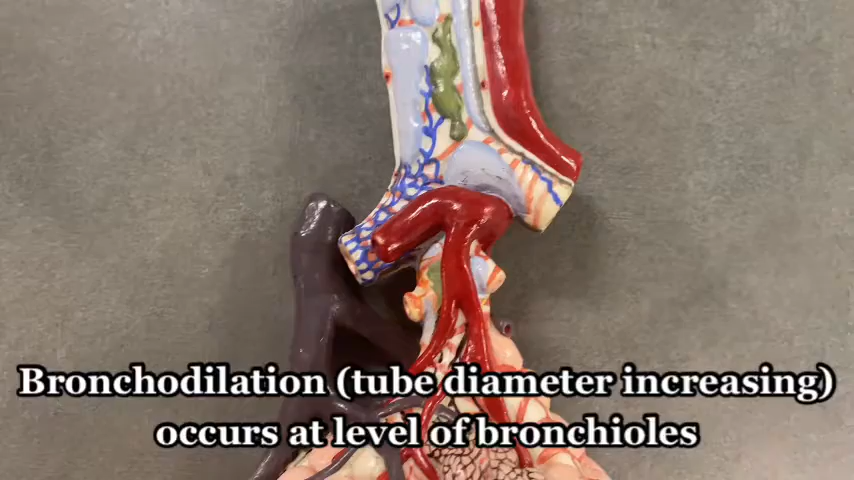 Bronchodilation (tube diameter increasing)
occurs at level of bronchioles